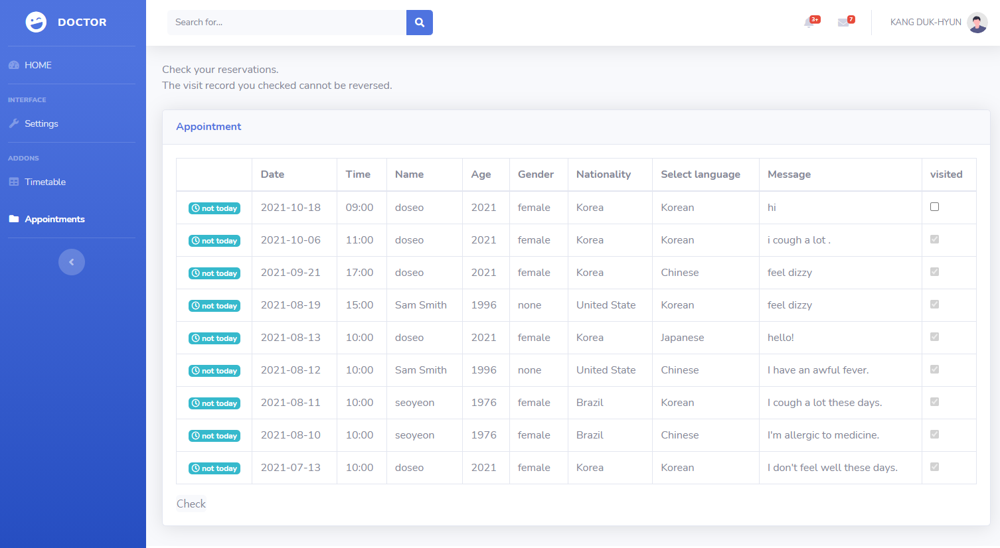 DOCTOR
HOME
INTERFACE
Settings
ADDONS
Timetable
Appointments
Search for...
3+
7
KANG DUK-HYUN
Check your reservations.
The visit record you checked cannot be reversed.
Appointment
Date Time Name Age Gender Nationality Select language Message visited
not today 2021-10-18 09:00 doseo 2021 female Korea Korean hi
not today 2021-10-06 11:00 doseo 2021 female Korea Korean i cough a lot .
not today 2021-09-21 17:00 doseo 2021 female Korea Chinese feel dizzy
not today 2021-08-19 15:00 Sam Smith 1996 none United State Korean feel dizzy
not today 2021-08-13 10:00 doseo 2021 female Korea Japanese hello!
not today 2021-08-12 10:00 Sam Smith 1996 none United State Chinese I have an awful fever.
not today 2021-08-11 10:00 seoyeon 1976 female Brazil Korean I cough a lot these days.
not today 2021-08-10 10:00 seoyeon 1976 female Brazil Chinese I'm allergic to medicine.
not today 2021-07-13 10:00 doseo 2021 female Korea Korean I don't feel well these days.
Check